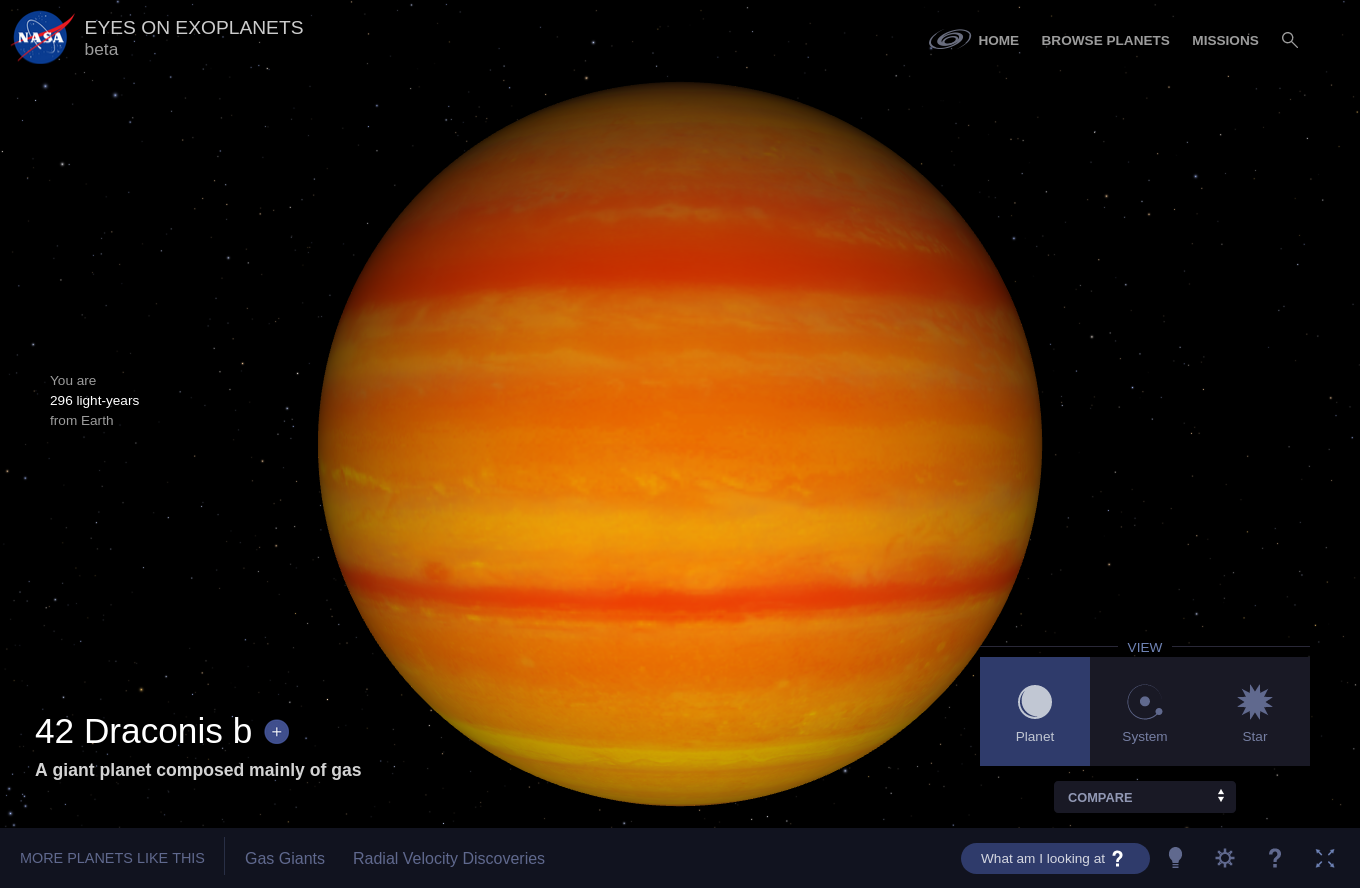 NASA
EYES ON EXOPLANETS
beta
HOME
BROWSE PLANETS
MISSIONS
You are
296 light-years
from Earth
VIEW
Planet
System
Star
COMPARE
42 Draconis b +
A giant planet composed mainly of gas
MORE PLANETS LIKE THIS
Gas Giants
Radial Velocity Discoveries
What am I looking at ?
?